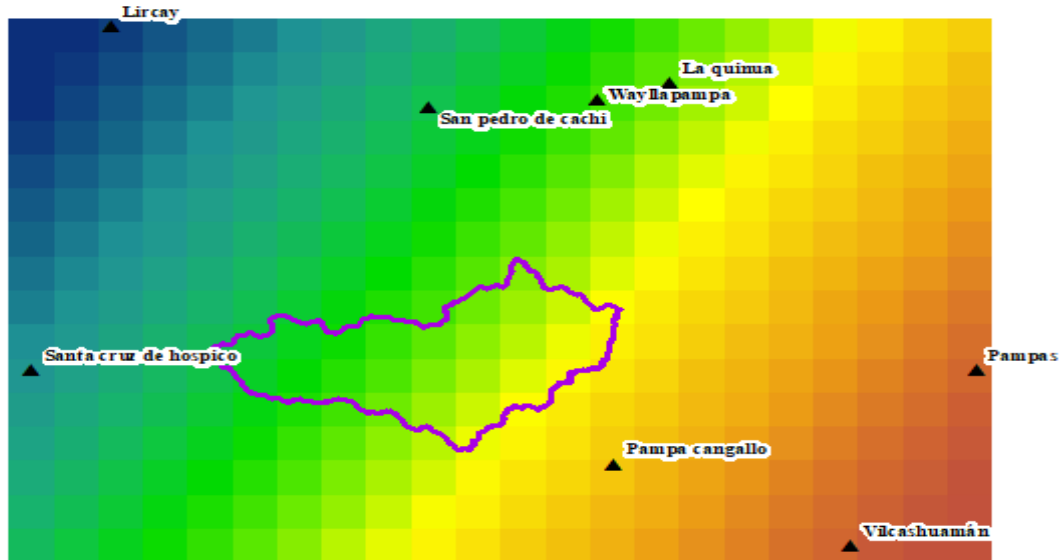 Lircay
La quinua
Wayllapampa
San pedro de cachi
Santa cruz de hospico
Pampas
Pampa cangallo
Vilcashuamán